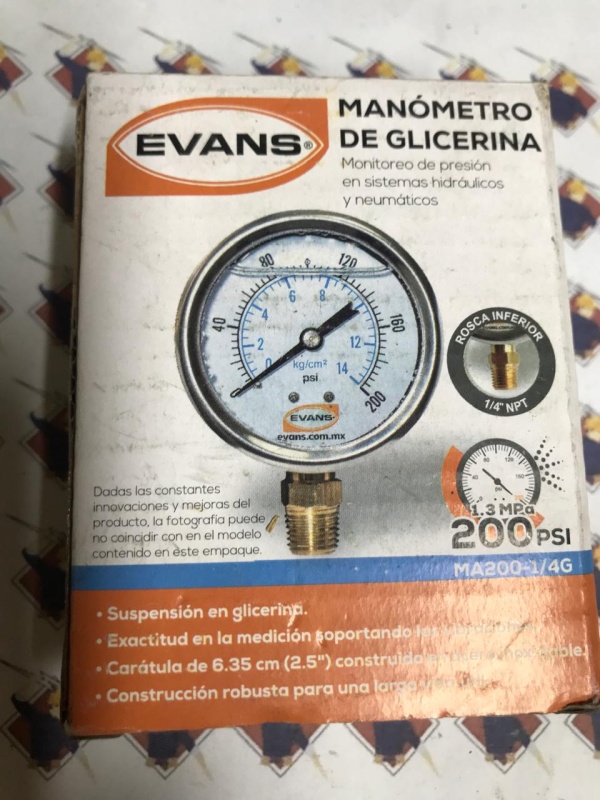 EVANS®
MANÓMETRO
DE GLICERINA
Monitoreo de presión
en sistemas hidráulicos
y neumáticos
80 120
6 8
4
40 160
2 12
0 kg/cm² 14
psi 200
EVANS
evans.com.mx
ROSCA INFERIOR
1/4" NPT
Dadas las constantes
innovaciones y mejoras del
producto, la fotografía puede
no coincidir con en el modelo
contenido en este empaque.
1.3 MPa
200 PSI
MA200-1/4G
• Suspensión en glicerina.
• Exactitud en la medición soportando las
• Carátula de 6.35 cm (2.5") construida
• Construcción robusta para una larga